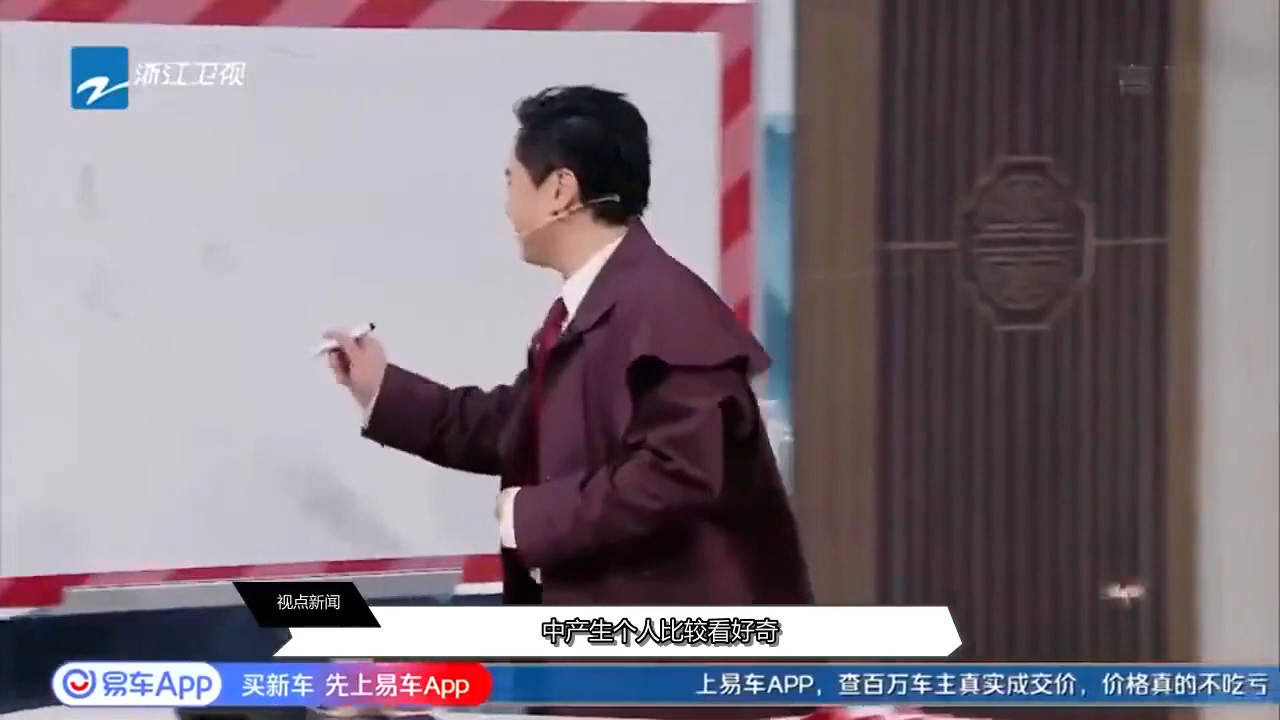 浙江卫视
视点新闻
中产生个人比较看好奇
易车App
买新车 先上易车App
上易车APP，查百万车主真实成交价，价格真的不吃亏